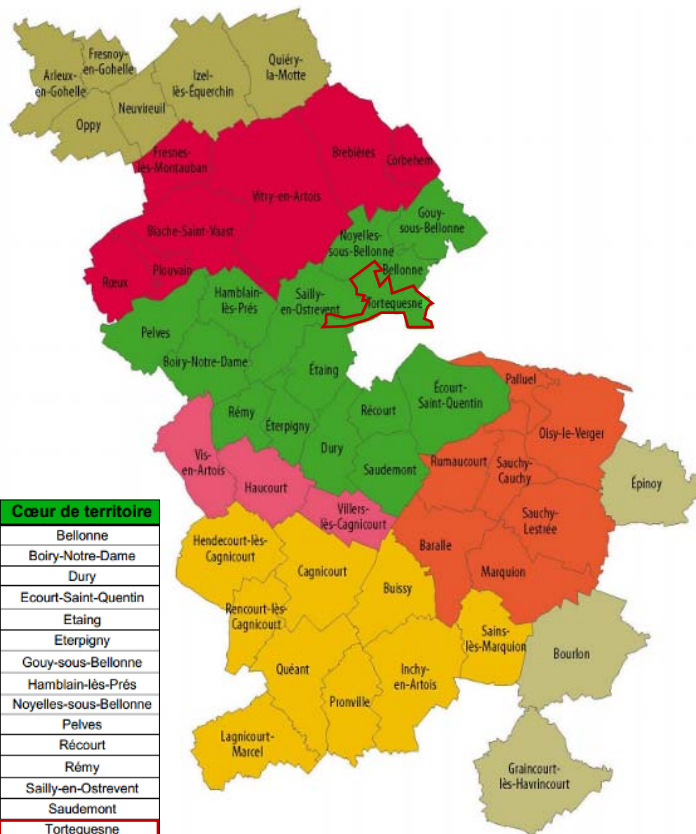 Fresnoy-
en-Gohelle
Arleux-
en-Gohelle
Oppy
Neuvireuil
Izel-
lès-Équerchin
Quiéry-
la-Motte
Fresnes-
lès-Montauban
Brebières
Corbehem
Vitry-en-Artois
Biache-Saint-Vaast
Rœux
Plouvain
Gouy-
sous-Bellonne
Noyelles-
sous-Bellonne
Bellonne
Tortequesne
Hamblain-
lès-Prés
Sailly-
en-Ostrevent
Pelves
Boiry-Notre-Dame
Étaing
Écourt-
Saint-Quentin
Récourt
Rémy
Éterpigny
Dury
Saudemont
Palluel
Oisy-le-Verger
Rumaucourt
Sauchy-
Cauchy
Épinoy
Sauchy-
Lestrée
Baralle
Marquion
Vis-
en-Artois
Haucourt
Villers-
lès-Cagnicourt
Hendecourt-lès-
Cagnicourt
Cagnicourt
Buissy
Rencourt-lès-
Cagnicourt
Sains-
lès-Marquion
Bourlon
Quéant
Pronville
Inchy-
en-Artois
Lagnicourt-
Marcel
Graincourt-
lès-Havrincourt
Cœur de territoire
Bellonne
Boiry-Notre-Dame
Dury
Ecourt-Saint-Quentin
Etaing
Eterpigny
Gouy-sous-Bellonne
Hamblain-lès-Prés
Noyelles-sous-Bellonne
Pelves
Récourt
Rémy
Sailly-en-Ostrevent
Saudemont
Tortequesne